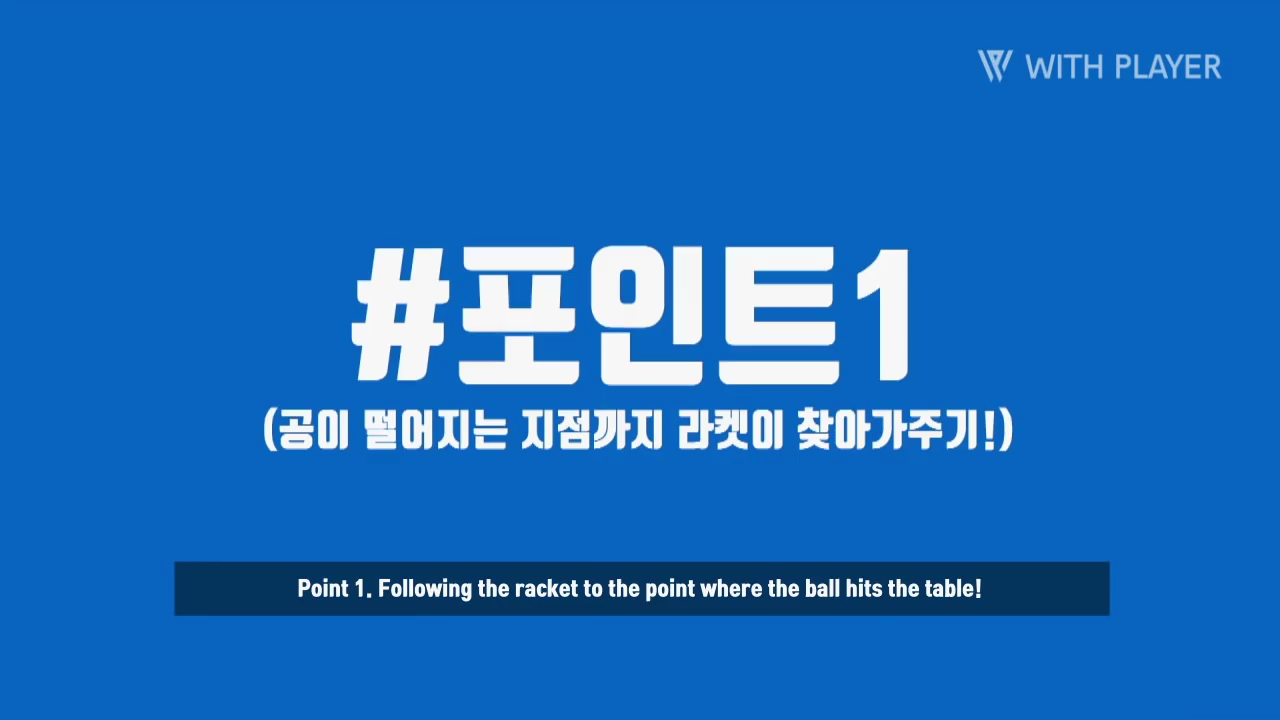 WITH PLAYER
#포인트1
(공이 떨어지는 지점까지 라켓이 찾아가주기!)
Point 1. Following the racket to the point where the ball hits the table!